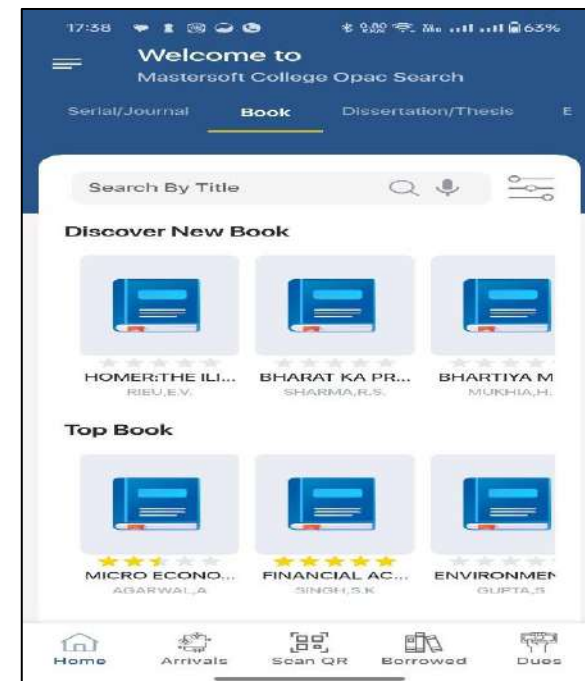 17:38 63%
Welcome to
Mastersoft College Opac Search
Serial/Journal Book Dissertation/Thesis E
Search By Title
Discover New Book
HOMER:THE ILI... BHARAT KA PR... BHARTIYA M
RIEU,E.V. SHARMA,R.S. MUKHIA,H.
Top Book
MICRO ECONO... FINANCIAL AC... ENVIRONMEN
AGARWAL,A SINGH,S.K GUPTA,S
Home Arrivals Scan QR Borrowed Dues